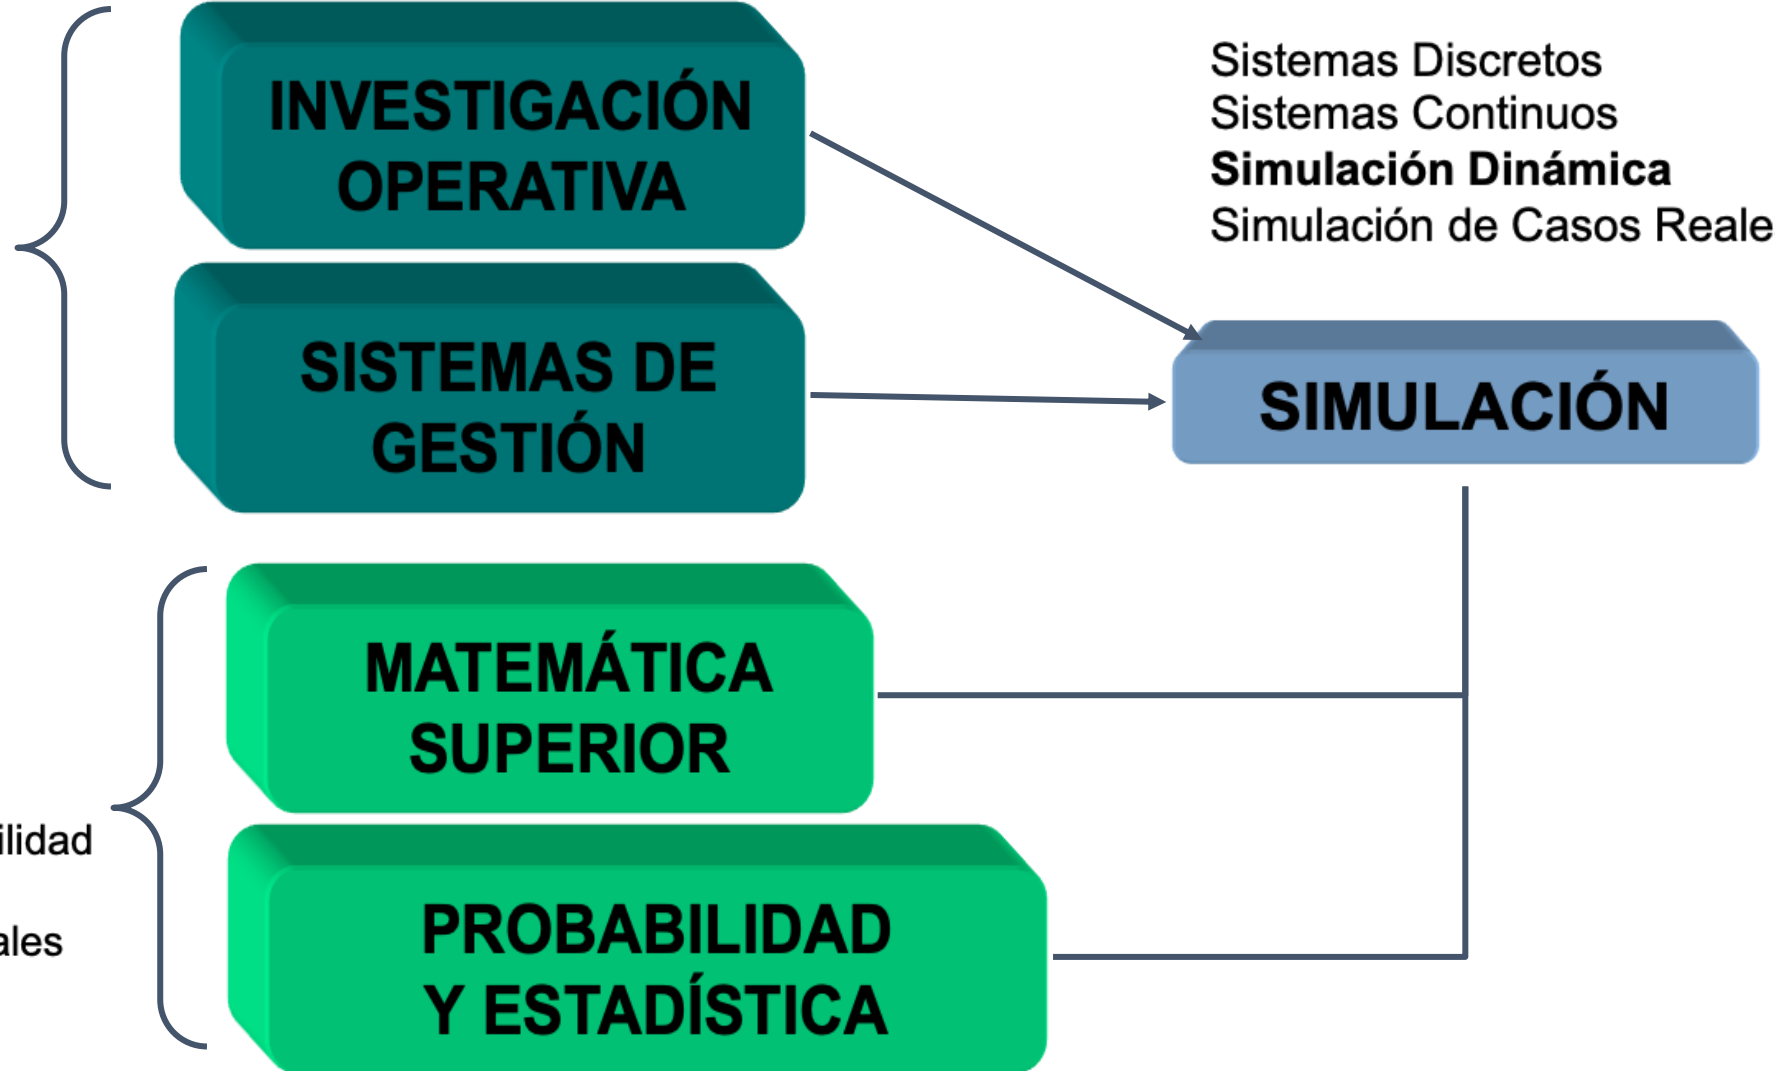 INVESTIGACIÓN
OPERATIVA
SISTEMAS DE
GESTIÓN
Sistemas Discretos
Sistemas Continuos
Simulación Dinámica
Simulación de Casos Reale
SIMULACIÓN
MATEMÁTICA
SUPERIOR
ilidad
ales
PROBABILIDAD
Y ESTADÍSTICA